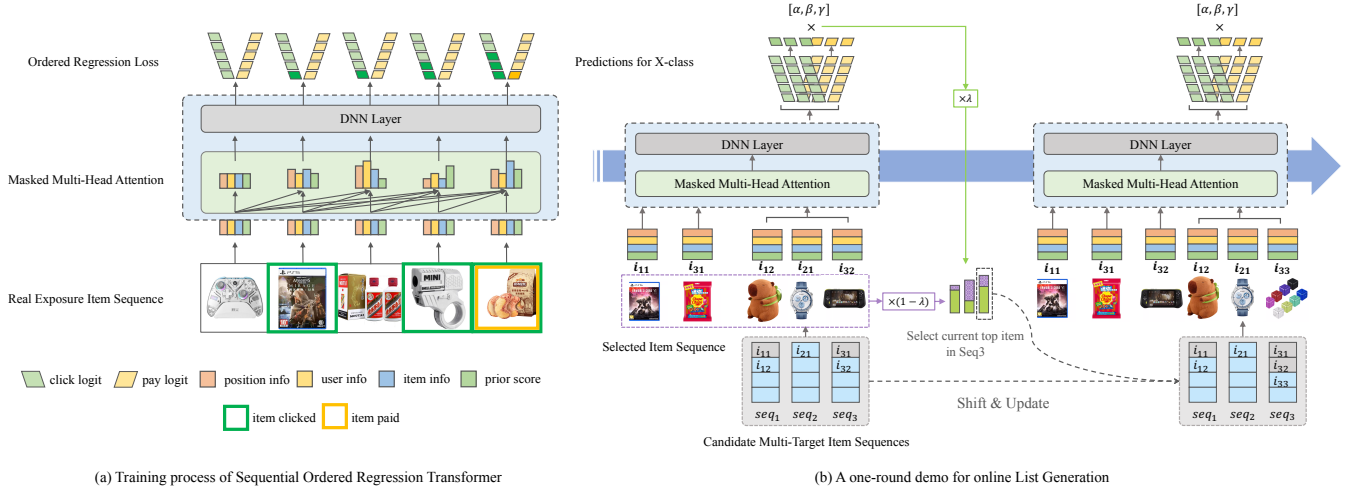 Ordered Regression Loss
DNN Layer
Masked Multi-Head Attention
Real Exposure Item Sequence
PS5
MINI
click logit
pay logit
position info
user info
item info
prior score
item clicked
item paid
(a) Training process of Sequential Ordered Regression Transformer
[α, β, γ]
×
[α, β, γ]
×
Predictions for X-class
×λ
DNN Layer
Masked Multi-Head Attention
DNN Layer
Masked Multi-Head Attention
i11 i31 i12 i21 i32
i11 i31 i32 i12 i21 i33
×(1 − λ)
Selected Item Sequence
Select current top item
in Seq3
i11 i21 i31
i12 i32
seq1 seq2 seq3
Shift & Update
i11 i21 i31
i12 i32
i33
seq1 seq2 seq3
Candidate Multi-Target Item Sequences
(b) A one-round demo for online List Generation